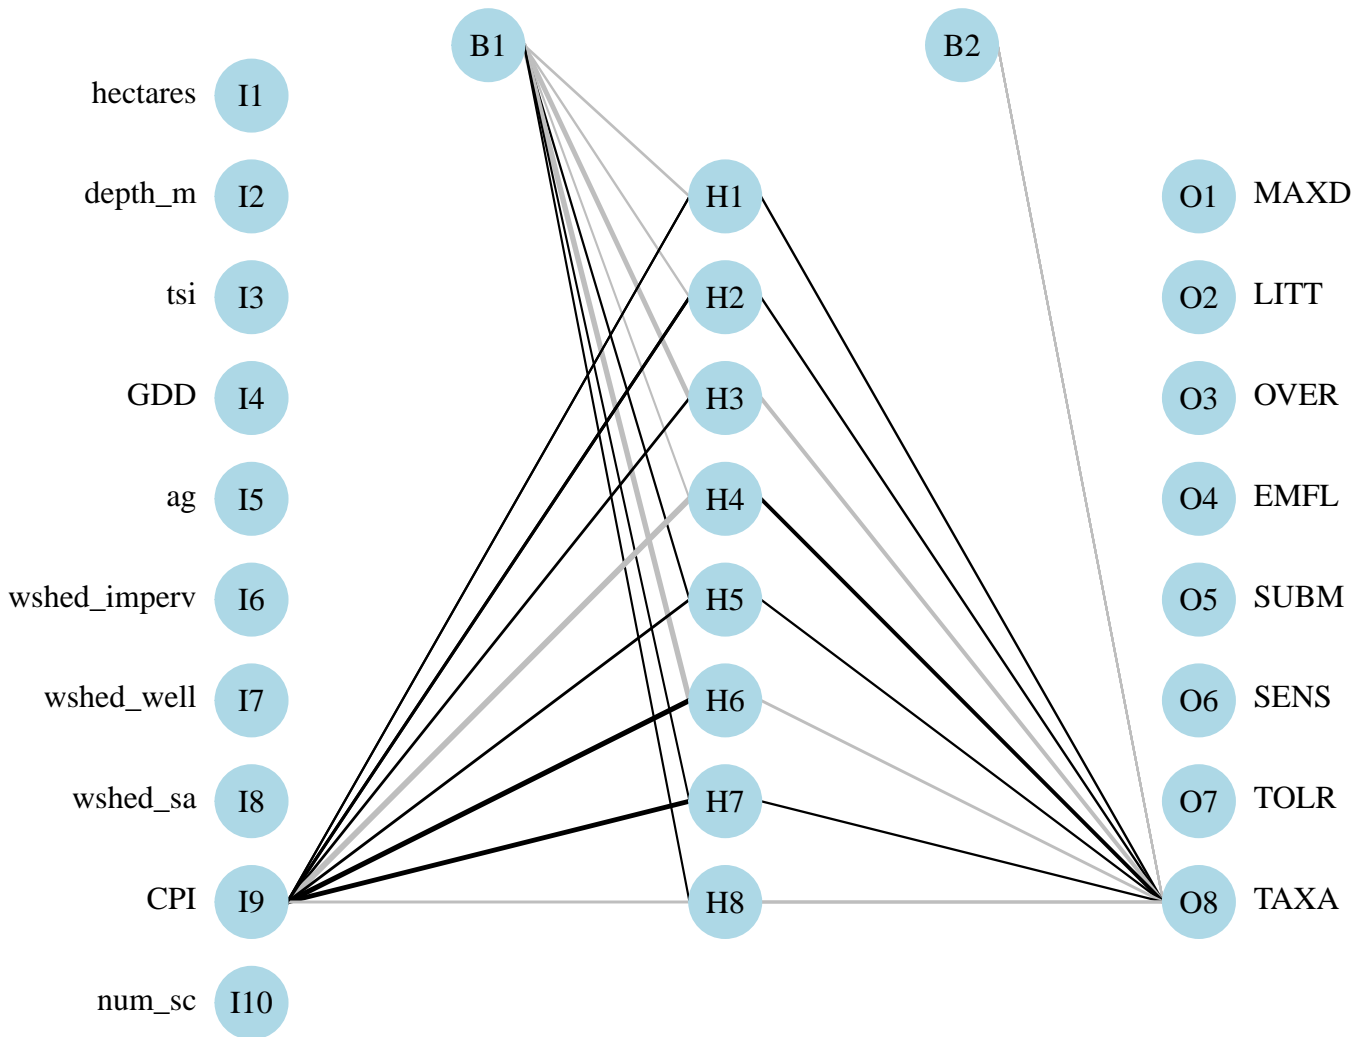 B1
B2
hectares I1
depth_m I2 H1 O1 MAXD
tsi I3 H2 O2 LITT
GDD I4 H3 O3 OVER
ag I5 H4 O4 EMFL
wshed_imperv I6 H5 O5 SUBM
wshed_well I7 H6 O6 SENS
wshed_sa I8 H7 O7 TOLR
CPI I9 H8 O8 TAXA
num_sc I10